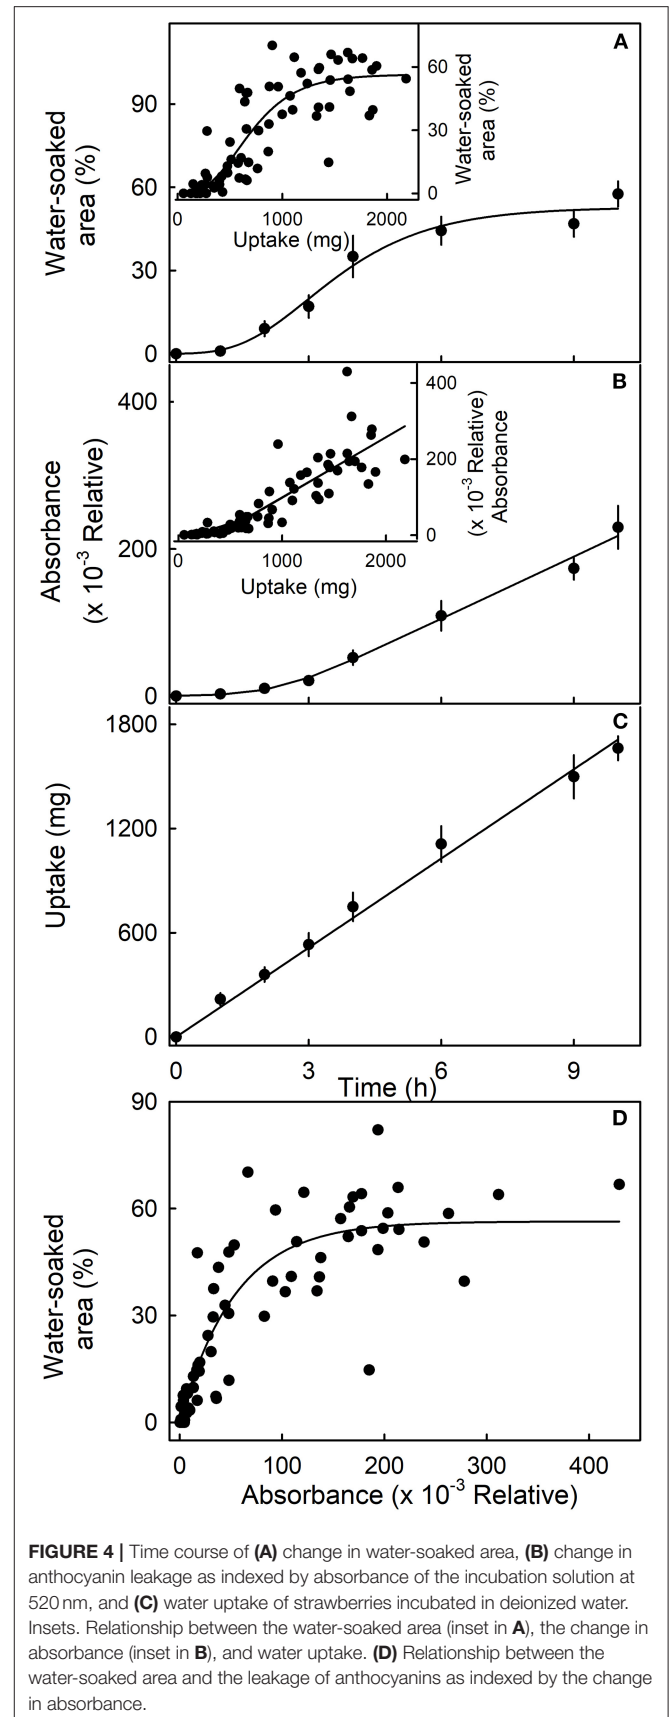 A
Water-soaked
area (%)
90
60
30
0
60
30
0
Water-soaked
area (%)
0 1000 2000
Uptake (mg)
B
Absorbance
(x 10-3 Relative)
400
200
0
400
200
0
(x 10-3 Relative)
Absorbance
0 1000 2000
Uptake (mg)
C
Uptake (mg)
1800
1200
600
0
0 3 6 9
Time (h)
D
Water-soaked
area (%)
90
60
30
0
0 100 200 300 400
Absorbance (x 10-3 Relative)
FIGURE 4 | Time course of (A) change in water-soaked area, (B) change in
anthocyanin leakage as indexed by absorbance of the incubation solution at
520 nm, and (C) water uptake of strawberries incubated in deionized water.
Insets. Relationship between the water-soaked area (inset in A), the change in
absorbance (inset in B), and water uptake. (D) Relationship between the
water-soaked area and the leakage of anthocyanins as indexed by the change
in absorbance.